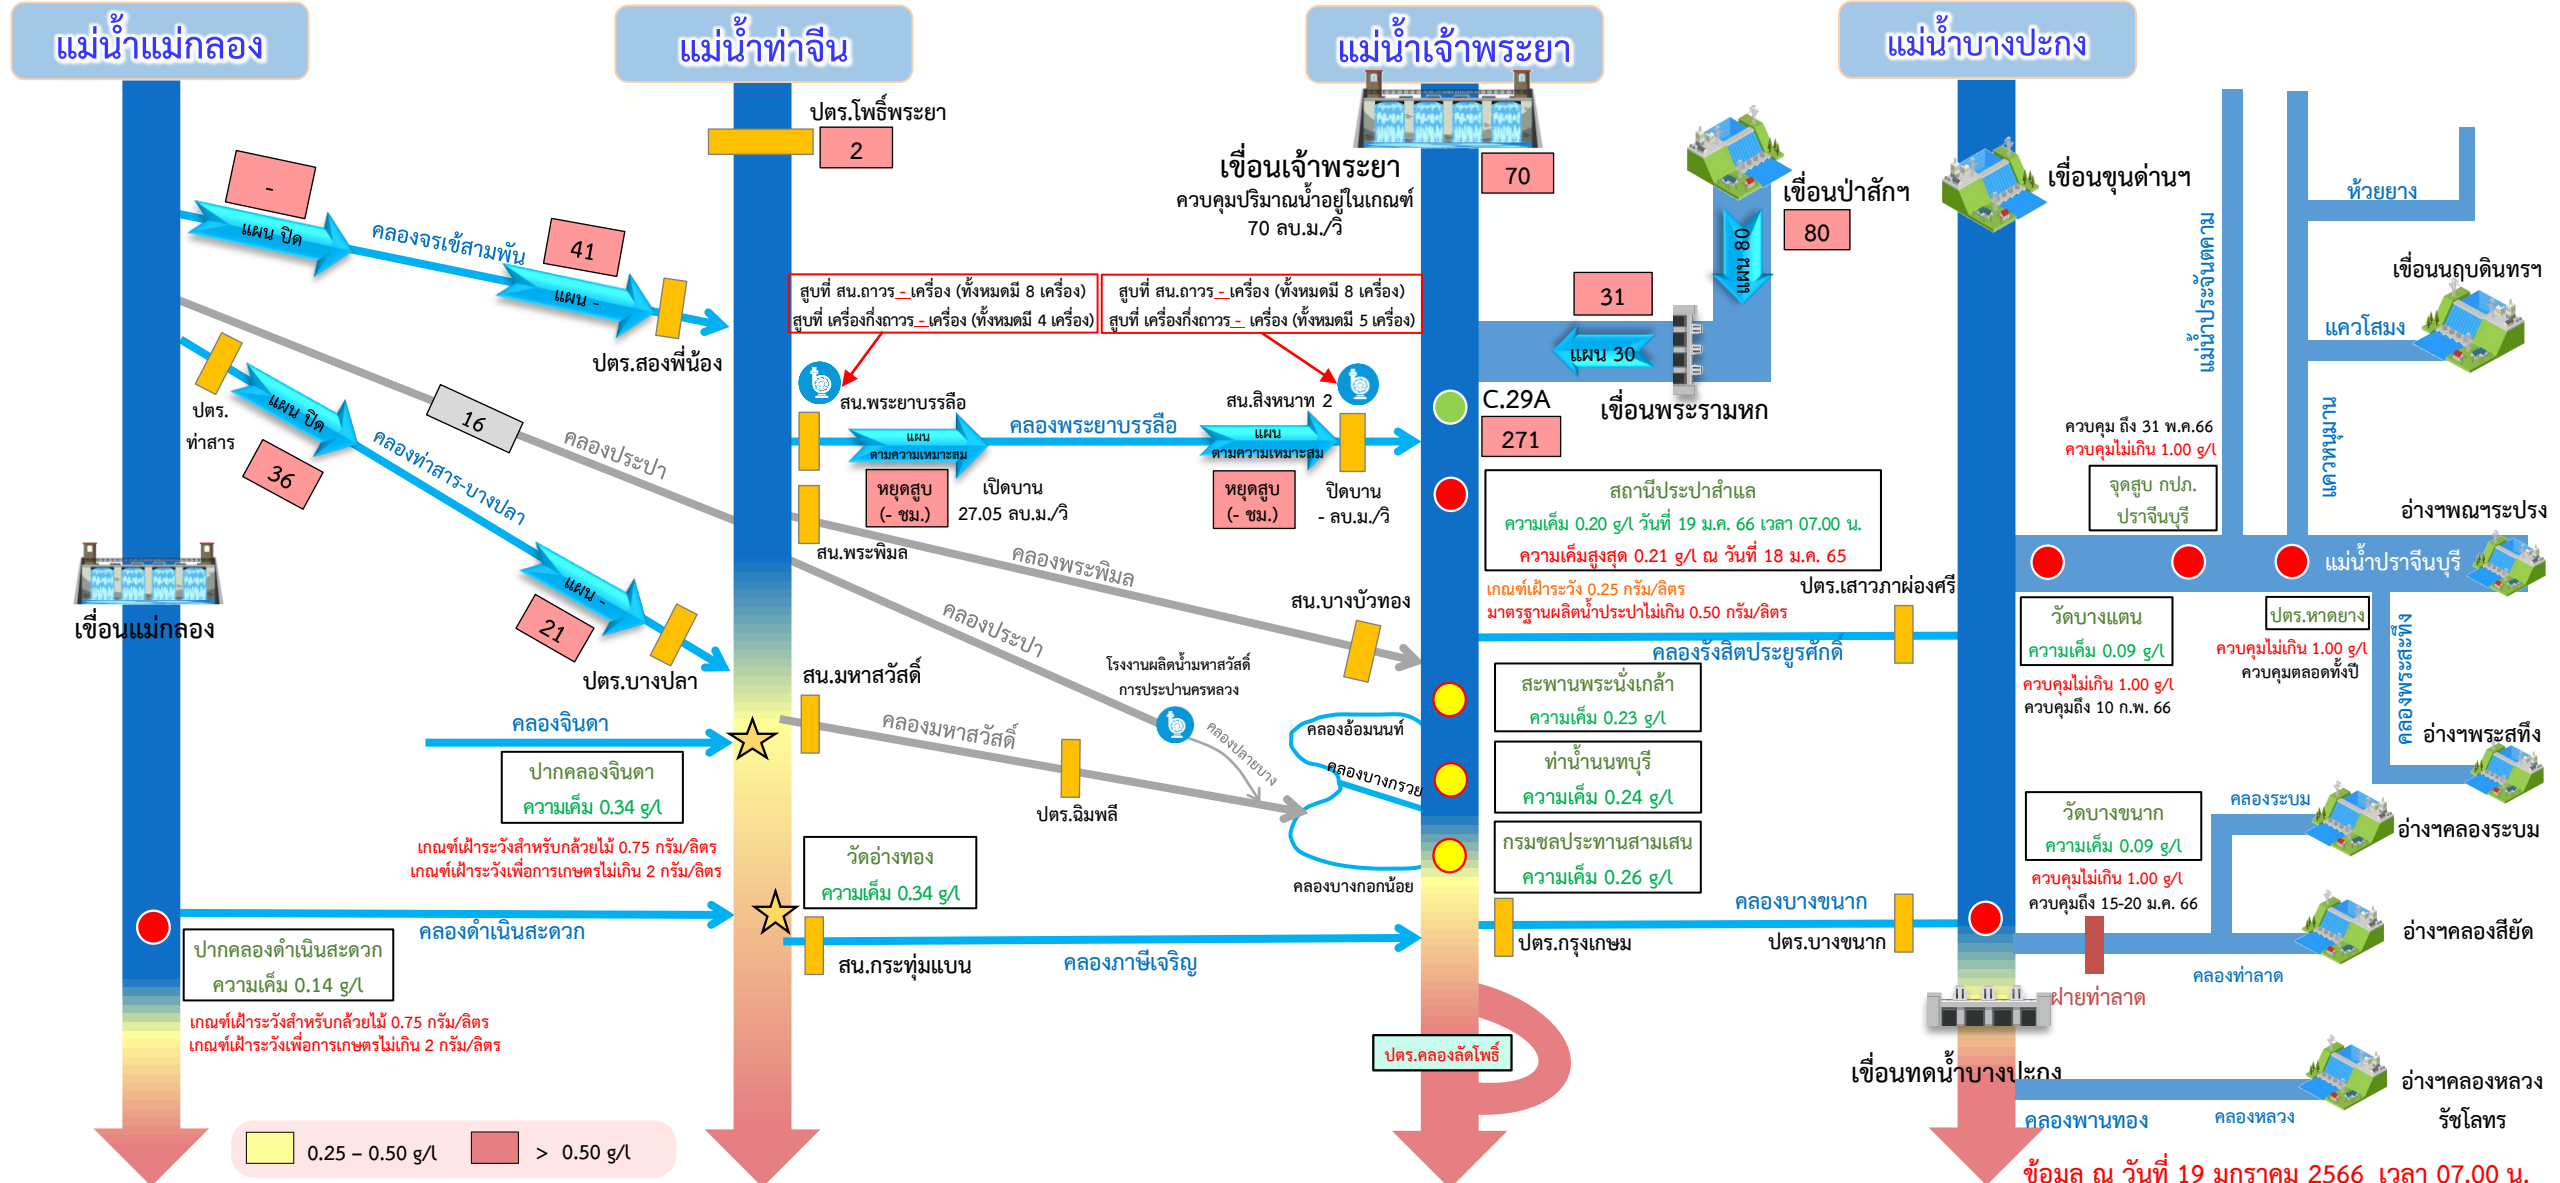 แม่น้ำแม่กลอง
แม่น้ำท่าจีน
แม่น้ำเจ้าพระยา
แม่น้ำบางปะกง
-
แผน ปิด
คลองจรเข้สามพัน
41
แผน -
ปตร.สองพี่น้อง
ปตร.
ท่าสาร
แผน ปิด
36
16
คลองประปา
คลองท่าสาร-บางปลา
แผน -
21
ปตร.บางปลา
เขื่อนแม่กลอง
คลองจินดา
ปากคลองจินดา
ความเค็ม 0.34 g/l
เกณฑ์เฝ้าระวังสำหรับกล้วยไม้ 0.75 กรัม/ลิตร
เกณฑ์เฝ้าระวังเพื่อการเกษตรไม่เกิน 2 กรัม/ลิตร
คลองดำเนินสะดวก
ปากคลองดำเนินสะดวก
ความเค็ม 0.14 g/l
เกณฑ์เฝ้าระวังสำหรับกล้วยไม้ 0.75 กรัม/ลิตร
เกณฑ์เฝ้าระวังเพื่อการเกษตรไม่เกิน 2 กรัม/ลิตร
0.25 – 0.50 g/l
> 0.50 g/l
ปตร.โพธิ์พระยา
2
สูบที่ สน.ถาวร - เครื่อง (ทั้งหมดมี 8 เครื่อง)
สูบที่ เครื่องกึ่งถาวร - เครื่อง (ทั้งหมดมี 4 เครื่อง)
สูบที่ สน.ถาวร - เครื่อง (ทั้งหมดมี 8 เครื่อง)
สูบที่ เครื่องกึ่งถาวร - เครื่อง (ทั้งหมดมี 5 เครื่อง)
สน.พระยาบรรลือ
แผน
ตามความเหมาะสม
หยุดสูบ
(- ชม.)
เปิดบาน
27.05 ลบ.ม./วิ
คลองพระยาบรรลือ
สน.สิงหนาท 2
แผน
ตามความเหมาะสม
หยุดสูบ
(- ชม.)
ปิดบาน
- ลบ.ม./วิ
สน.พระพิมล
คลองพระพิมล
สน.บางบัวทอง
คลองประปา
โรงงานผลิตน้ำมหาสวัสดิ์
การประปานครหลวง
คลองปลายบาง
สน.มหาสวัสดิ์
คลองมหาสวัสดิ์
ปตร.ฉิมพลี
คลองอ้อมนนท์
คลองบางกรวย
คลองบางกอกน้อย
วัดอ่างทอง
ความเค็ม 0.34 g/l
สน.กระทุ่มแบน
คลองภาษีเจริญ
เขื่อนเจ้าพระยา
ควบคุมปริมาณน้ำอยู่ในเกณฑ์
70 ลบ.ม./วิ
70
เขื่อนป่าสักฯ
80
แผน 80
31
แผน 30
เขื่อนพระรามหก
C.29A
271
สถานีประปาสำแล
ความเค็ม 0.20 g/l วันที่ 19 ม.ค. 66 เวลา 07.00 น.
ความเค็มสูงสุด 0.21 g/l ณ วันที่ 18 ม.ค. 65
เกณฑ์เฝ้าระวัง 0.25 กรัม/ลิตร
มาตรฐานผลิตน้ำประปาไม่เกิน 0.50 กรัม/ลิตร
ปตร.เสาวภาผ่องศรี
คลองรังสิตประยูรศักดิ์
สะพานพระนั่งเกล้า
ความเค็ม 0.23 g/l
ท่าน้ำนนทบุรี
ความเค็ม 0.24 g/l
กรมชลประทานสามเสน
ความเค็ม 0.26 g/l
ปตร.กรุงเกษม
คลองบางขนาก
ปตร.บางขนาก
ปตร.คลองลัดโพธิ์
เขื่อนขุนด่านฯ
แม่น้ำประจันตคาม
ห้วยยาง
เขื่อนนฤบดินทรฯ
แควโสมง
แควหนุมาน
ควบคุม ถึง 31 พ.ค.66
ควบคุมไม่เกิน 1.00 g/l
จุดสูบ กปภ.
ปราจีนบุรี
อ่างฯพณฯระปรง
แม่น้ำปราจีนบุรี
วัดบางแตน
ความเค็ม 0.09 g/l
ควบคุมไม่เกิน 1.00 g/l
ควบคุมถึง 10 ก.พ. 66
ปตร.หาดยาง
ควบคุมไม่เกิน 1.00 g/l
ควบคุมตลอดทั้งปี
คลองพระสะทึง
อ่างฯพระสทึง
วัดบางขนาก
ความเค็ม 0.09 g/l
ควบคุมไม่เกิน 1.00 g/l
ควบคุมถึง 15-20 ม.ค. 66
คลองระบม
อ่างฯคลองระบม
อ่างฯคลองสียัด
คลองท่าลาด
ฝายท่าลาด
เขื่อนทดน้ำบางปะกง
อ่างฯคลองหลวง
รัชโลทร
คลองพานทอง
คลองหลวง
ข้อมูล ณ วันที่ 19 มกราคม 2566 เวลา 07.00 น.